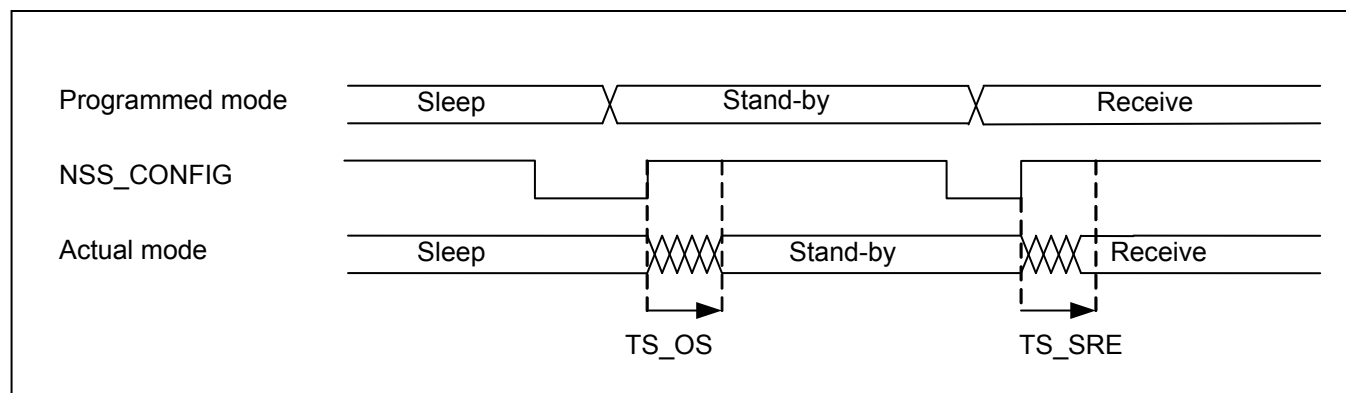 Programmed mode Sleep Stand-by Receive
NSS_CONFIG
Actual mode Sleep Stand-by Receive
TS_OS TS_SRE